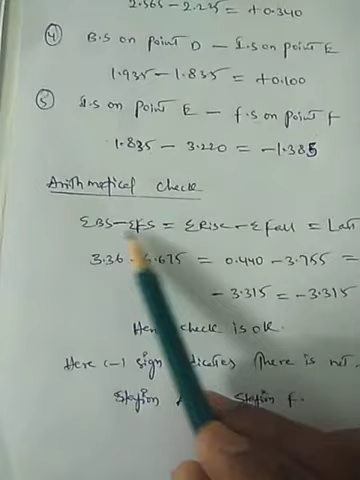 2.565 - 2.225 = +0.340
④ B.S on point D - I.S on point E
1.935 - 1.835 = +0.100
⑤ I.S on point E - f.S on point f
1.835 - 3.220 = -1.385
Arithmetical check
ΣBS-ΣfS = ΣRise - ΣFall = Last
3.36 - 6.675 = 0.440 - 3.755 =
-3.315 = -3.315
check is ok.
Here (-) sign There is net
Station Station f.